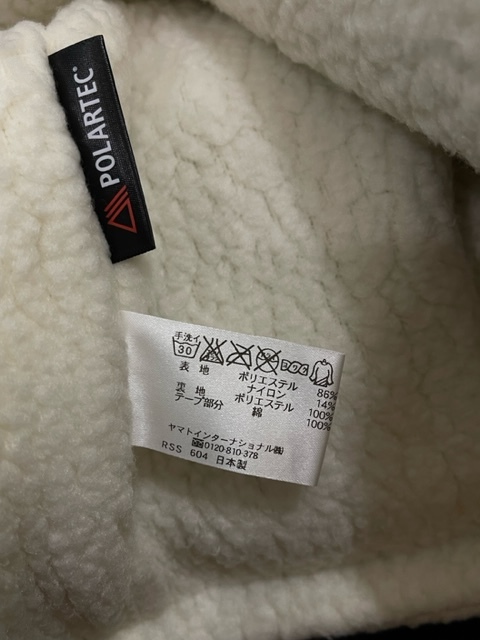 POLARTEC®
手洗イ
30
表 地 ポリエステル 86%
ナイロン 14%
裏 地 ポリエステル 100%
テープ部分 綿 100%
ヤマトインターナショナル㈱
0120-810-378
RSS 604 日本製